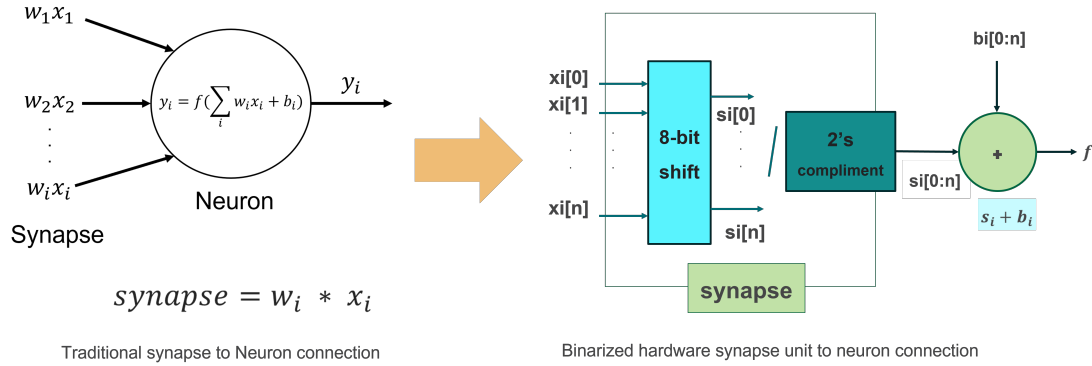 w₁x₁
w₂x₂
wᵢxᵢ
Synapse
yᵢ = f(∑ᵢ wᵢxᵢ + bᵢ)
yᵢ
Neuron
synapse = wᵢ * xᵢ
Traditional synapse to Neuron connection
xi[0]
xi[1]
xi[n]
8-bit
shift
si[0]
si[n]
2's
compliment
synapse
bi[0:n]
+
f
si[0:n]
sᵢ + bᵢ
Binarized hardware synapse unit to neuron connection